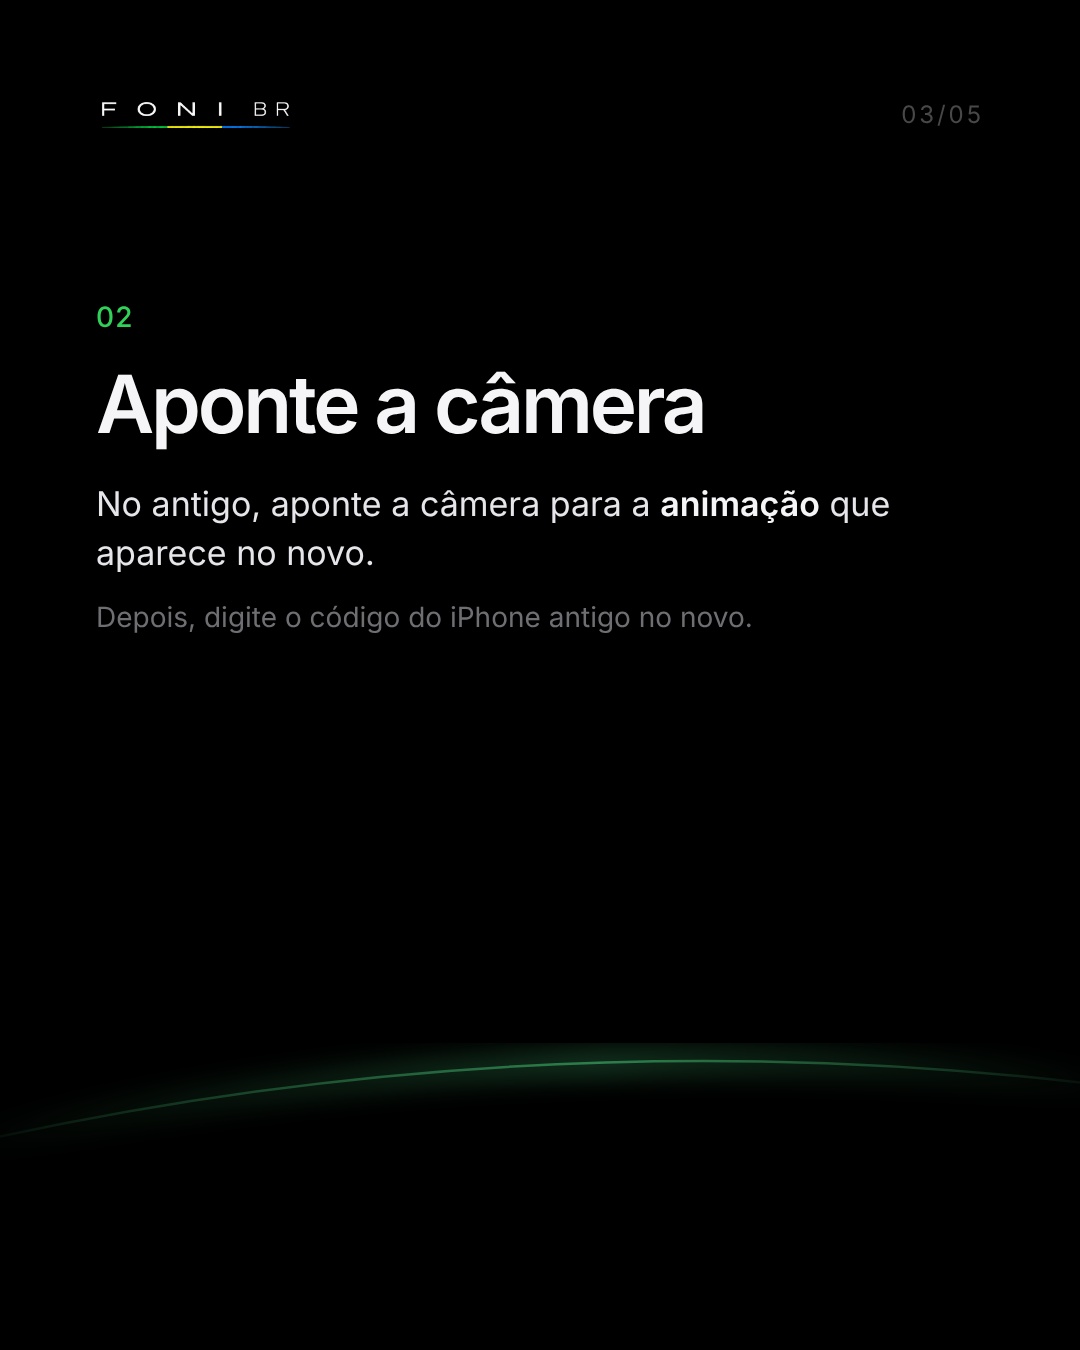 FONI BR
03/05
02
Aponte a câmera
No antigo, aponte a câmera para a animação que
aparece no novo.
Depois, digite o código do iPhone antigo no novo.